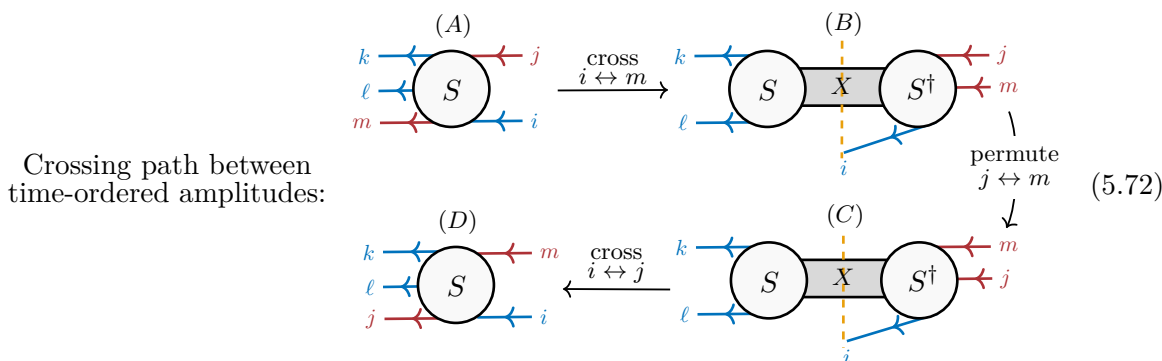 (A)
k
j
ℓ
S
m
i
cross
i ↔ m
(B)
k
j
S
X
S†
m
ℓ
i
permute
j ↔ m
Crossing path between
time-ordered amplitudes:
(5.72)
(D)
k
m
ℓ
S
j
i
cross
i ↔ j
(C)
k
m
S
X
S†
j
ℓ
i